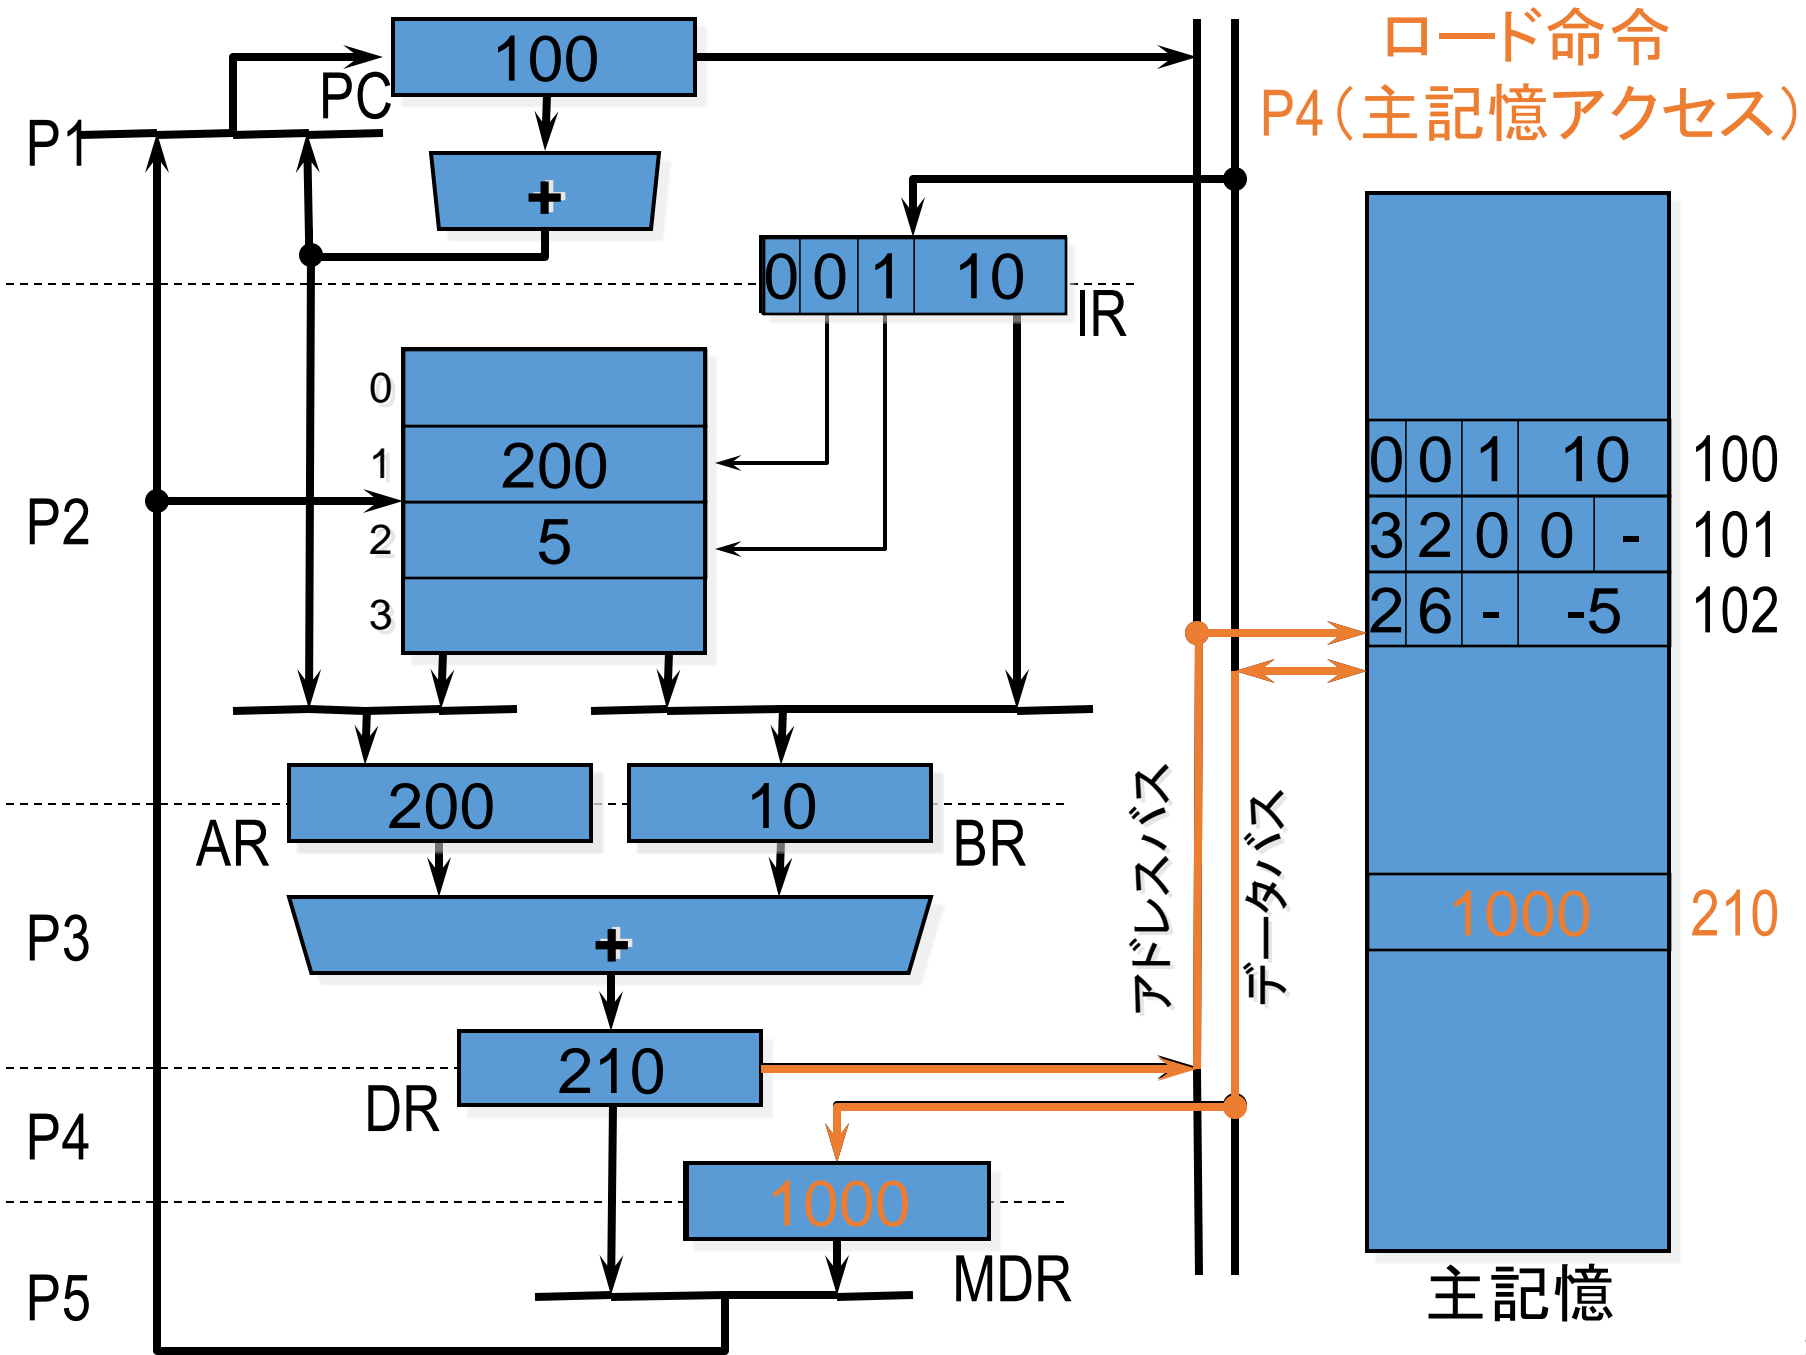 ロード命令
P4（主記憶アクセス）
100
PC
P1
+
0 0 1 10
IR
0
1 200
2 5
3
P2
0 0 1 10 100
3 2 0 0 - 101
2 6 - -5 102
200
AR
10
BR
アドレスバス
データバス
1000 210
P3
+
210
DR
P4
1000
MDR
P5
主記憶